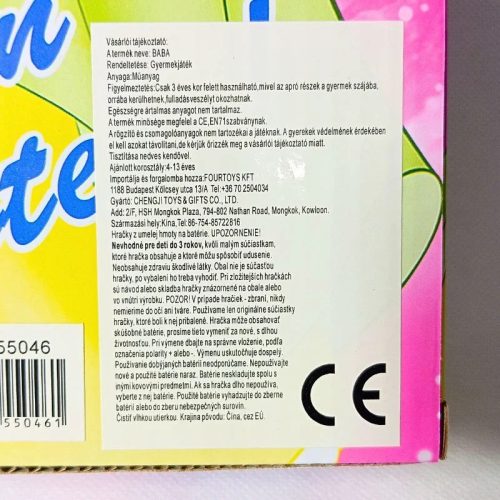 n
te
Vásárlói tájékoztató:
A termék neve: BABA
Rendeltetése: Gyermekjáték
Anyaga:Műanyag
Figyelmeztetés:Csak 3 éves kor felett használható,mivel az apró részek a gyermek szájába,
orrába kerülhetnek,fulladásveszélyt okozhatnak.
Egészségre ártalmas anyagot nem tartalmaz.
A termék minősége megfelel a CE,EN71szabványnak.
A rögzítő és csomagolóanyagok nem tartozékai a játéknak. A gyerekek védelmének érdekében
el kell azokat távolítani,de kérjük őrizzék meg a vásárlói tájékoztató miatt.
Tisztítása nedves kendővel.
Ajánlott korosztály:4-13 éves
Importálja és forgalomba hozza:FOURTOYS KFT
1188 Budapest Kölcsey utca 13/A Tel:+36 70 2504034
Gyártó: CHENGJI TOYS & GIFTS CO., LTD.
Add: 2/F, HSH Mongkok Plaza, 794-802 Nathan Road, Mongkok, Kowloon.
Származási hely:Kína,Tel:86-754-85722816
Hračky z umelej hmoty na batérie. UPOZORNENIE!
Nevhodné pre deti do 3 rokov, kvôli malým súčiastkam,
ktoré hračka obsahuje a ktoré môžu spôsobiť udusenie.
Neobsahuje zdraviu škodlivé látky. Obal nie je súčasťou
hračky, po vybalení ho treba vyhodiť. Pri zložitejších hračkách
sú návod alebo skladba hračky znázornené na obale alebo
vo vnútri výrobku: POZOR! V prípade hračiek - zbraní, nikdy
nemierime do očí ani tváre. Používame len originálne súčiastky
hračky, ktoré boli k nej pribalené. Hračka môže obsahovať
skúšobné batérie, prosíme tieto vymeniť za nové, s dlhou
životnosťou. Pri výmene dbajte na správne vloženie, podľa
označenia polarity + alebo -. Výmenu uskutočňuje dospelý.
Používanie dobýjaných batérií neodporúčame. Nepoužívajte
nové a použité batérie naraz. Batérie neskladujte spolu s
inými kovovými predmetmi. Ak sa hračka dlho nepoužíva,
vyberte z nej batérie. Použité batérie vyhadzujte do zberne
batérií alebo do zberu nebezpečných surovín.
Čistiť vlhkou utierkou. Krajina pôvodu: Čína, cez EÚ.
CE
55046
550461